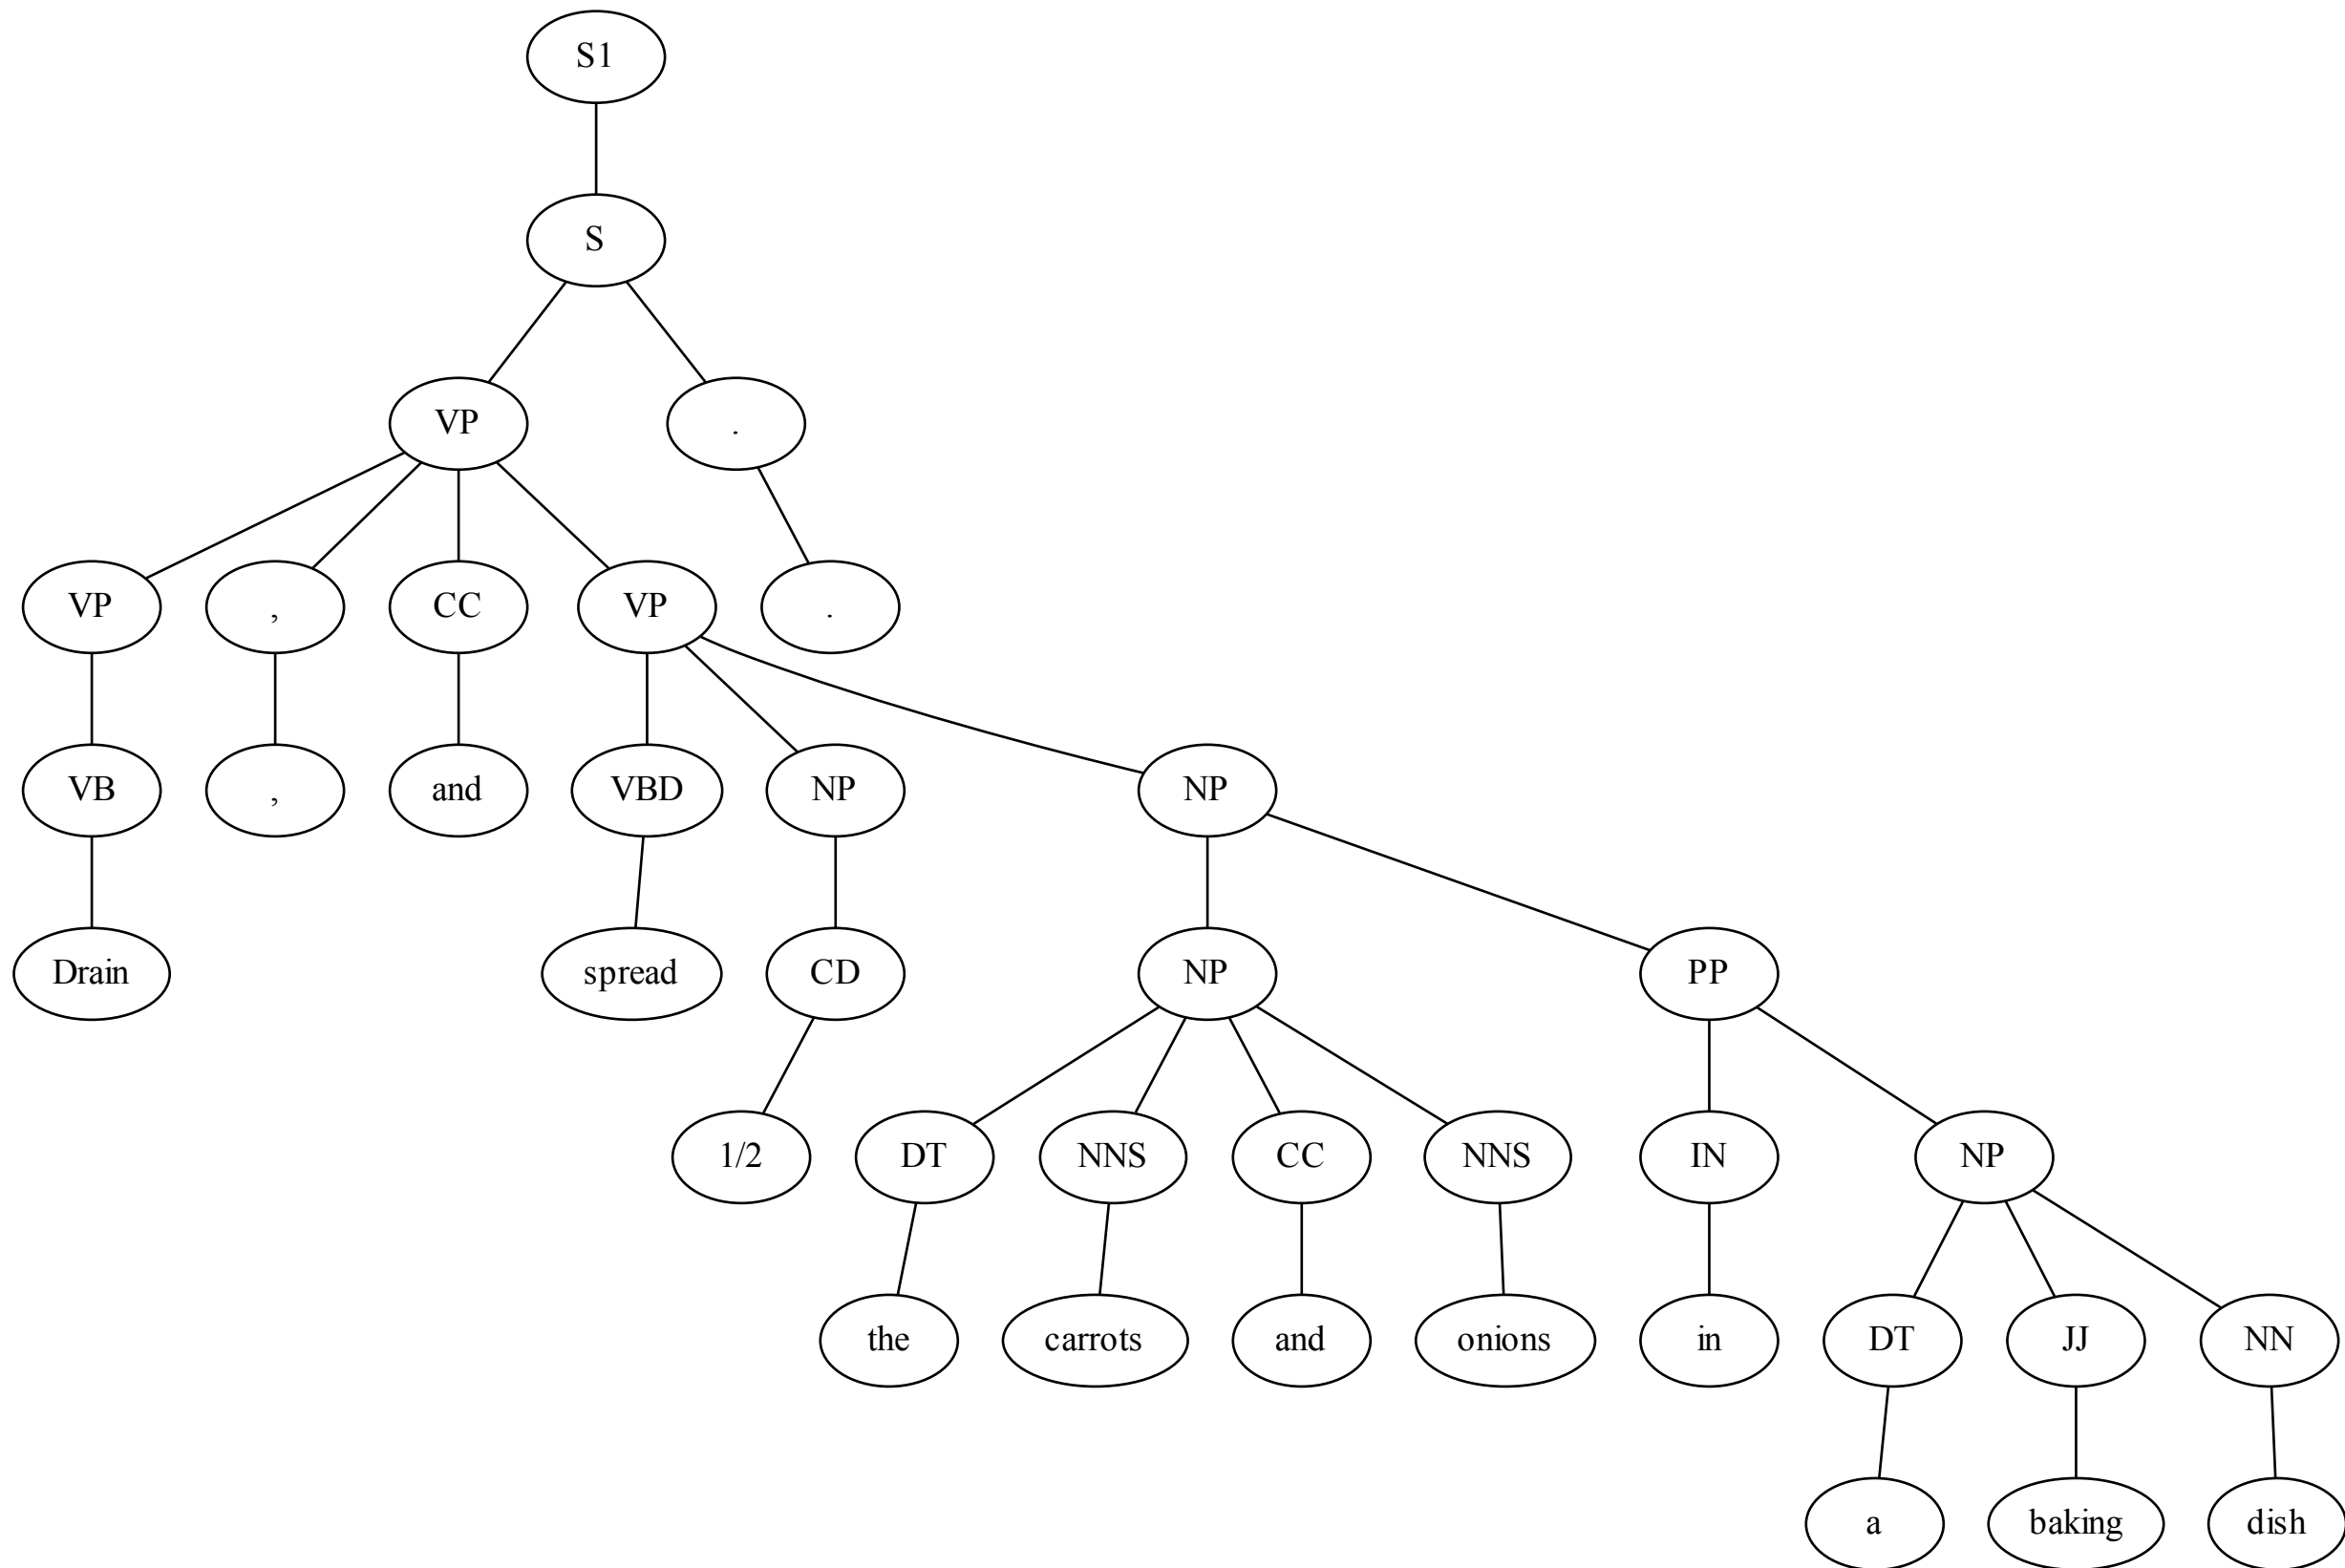 S1
S
VP .
VP , CC VP .
VB , and VBD NP NP
Drain spread CD NP PP
1/2 DT NNS CC NNS IN NP
the carrots and onions in DT JJ NN
a baking dish